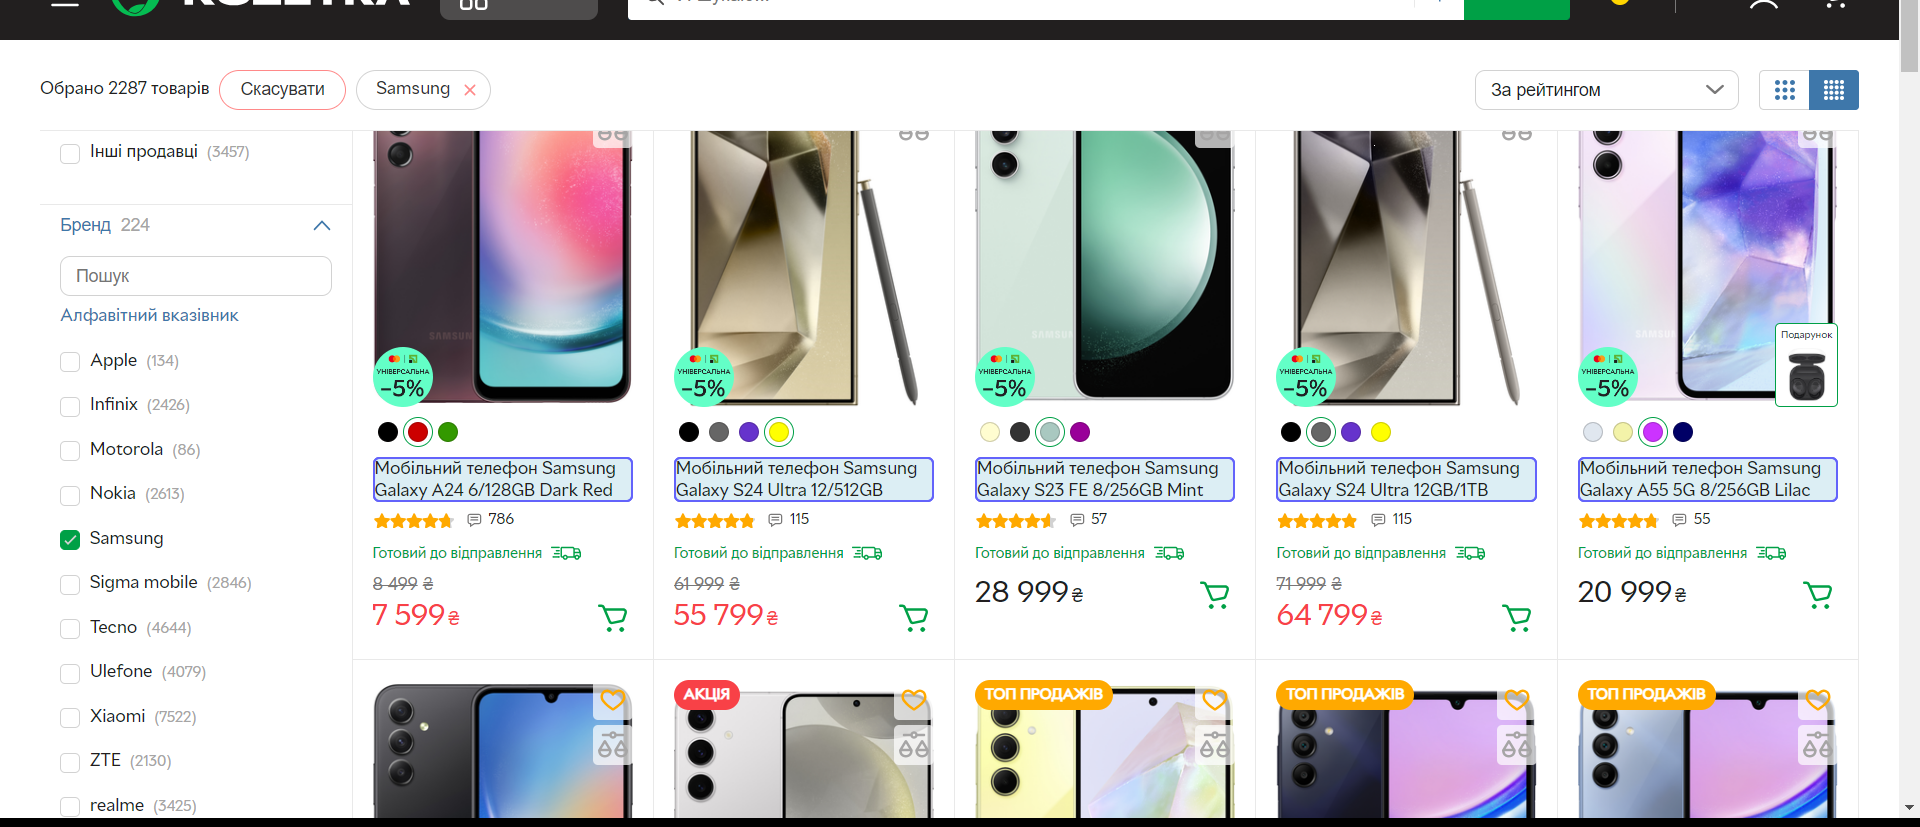 Обрано 2287 товарів
Скасувати
Samsung
За рейтингом
Інші продавці (3457)
Бренд 224
Пошук
Алфавітний вказівник
Apple (134)
Infinix (2426)
Motorola (86)
Nokia (2613)
Samsung
Sigma mobile (2846)
Tecno (4644)
Ulefone (4079)
Xiaomi (7522)
ZTE (2130)
realme (3425)
SAMSUN
УНІВЕРСАЛЬНА
–5%
Мобільний телефон Samsung
Galaxy A24 6/128GB Dark Red
786
Готовий до відправлення
8 499 ₴
7 599 ₴
УНІВЕРСАЛЬНА
–5%
Мобільний телефон Samsung
Galaxy S24 Ultra 12/512GB
115
Готовий до відправлення
61 999 ₴
55 799 ₴
SAMSUN
УНІВЕРСАЛЬНА
–5%
Мобільний телефон Samsung
Galaxy S23 FE 8/256GB Mint
57
Готовий до відправлення
28 999 ₴
УНІВЕРСАЛЬНА
–5%
Мобільний телефон Samsung
Galaxy S24 Ultra 12GB/1TB
115
Готовий до відправлення
71 999 ₴
64 799 ₴
SAMSUN
Подарунок
УНІВЕРСАЛЬНА
–5%
Мобільний телефон Samsung
Galaxy A55 5G 8/256GB Lilac
55
Готовий до відправлення
20 999 ₴
АКЦІЯ
ТОП ПРОДАЖІВ
ТОП ПРОДАЖІВ
ТОП ПРОДАЖІВ